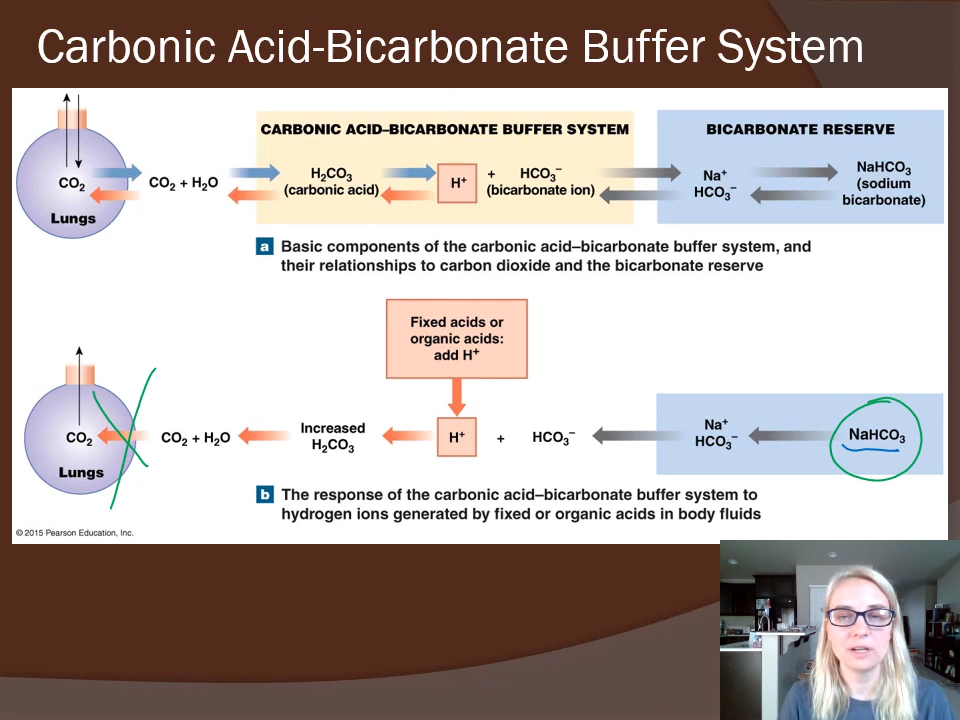 Carbonic Acid-Bicarbonate Buffer System
CARBONIC ACID–BICARBONATE BUFFER SYSTEM
BICARBONATE RESERVE
CO₂
Lungs
CO₂ + H₂O
H₂CO₃
(carbonic acid)
H⁺
+ HCO₃⁻
(bicarbonate ion)
Na⁺
HCO₃⁻
NaHCO₃
(sodium
bicarbonate)
a Basic components of the carbonic acid–bicarbonate buffer system, and
their relationships to carbon dioxide and the bicarbonate reserve
Fixed acids or
organic acids:
add H⁺
CO₂
Lungs
CO₂ + H₂O
Increased
H₂CO₃
H⁺
+ HCO₃⁻
Na⁺
HCO₃⁻
NaHCO₃
b The response of the carbonic acid–bicarbonate buffer system to
hydrogen ions generated by fixed or organic acids in body fluids
© 2015 Pearson Education, Inc.